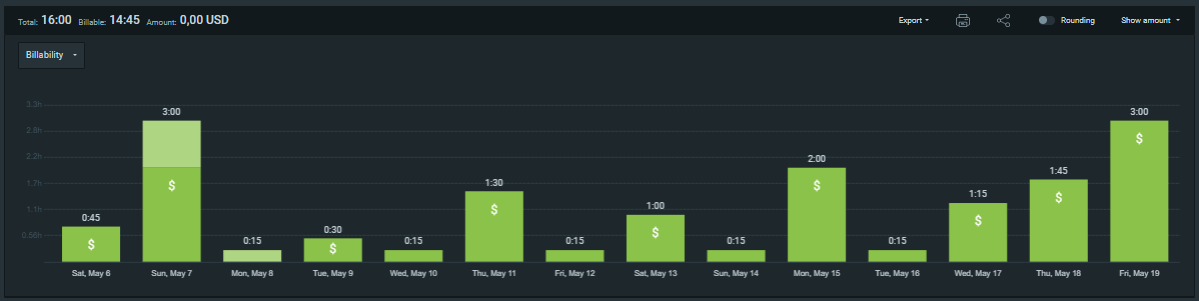 Total: 16:00 Billable: 14:45 Amount: 0,00 USD Export Rounding Show amount
Billability
3.3h
2.8h
2.2h
1.7h
1.1h
0.56h
0:45 3:00 0:15 0:30 0:15 1:30 0:15 1:00 0:15 2:00 0:15 1:15 1:45 3:00
$ $ $ $ $ $ $ $ $
Sat, May 6 Sun, May 7 Mon, May 8 Tue, May 9 Wed, May 10 Thu, May 11 Fri, May 12 Sat, May 13 Sun, May 14 Mon, May 15 Tue, May 16 Wed, May 17 Thu, May 18 Fri, May 19